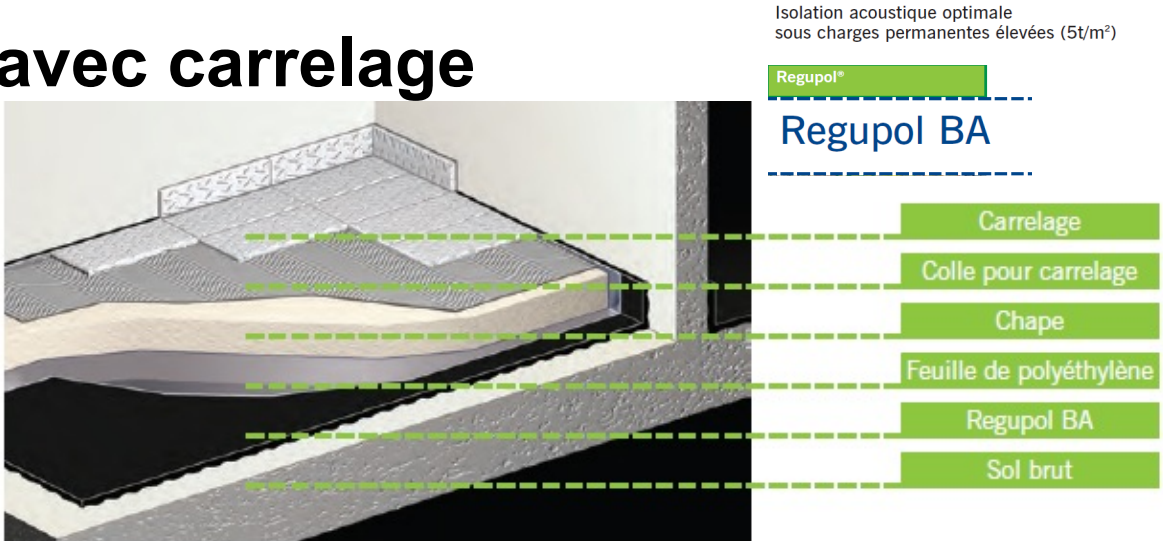 avec carrelage
Isolation acoustique optimale
sous charges permanentes élevées (5t/m²)
Regupol®
Regupol BA
Carrelage
Colle pour carrelage
Chape
Feuille de polyéthylène
Regupol BA
Sol brut